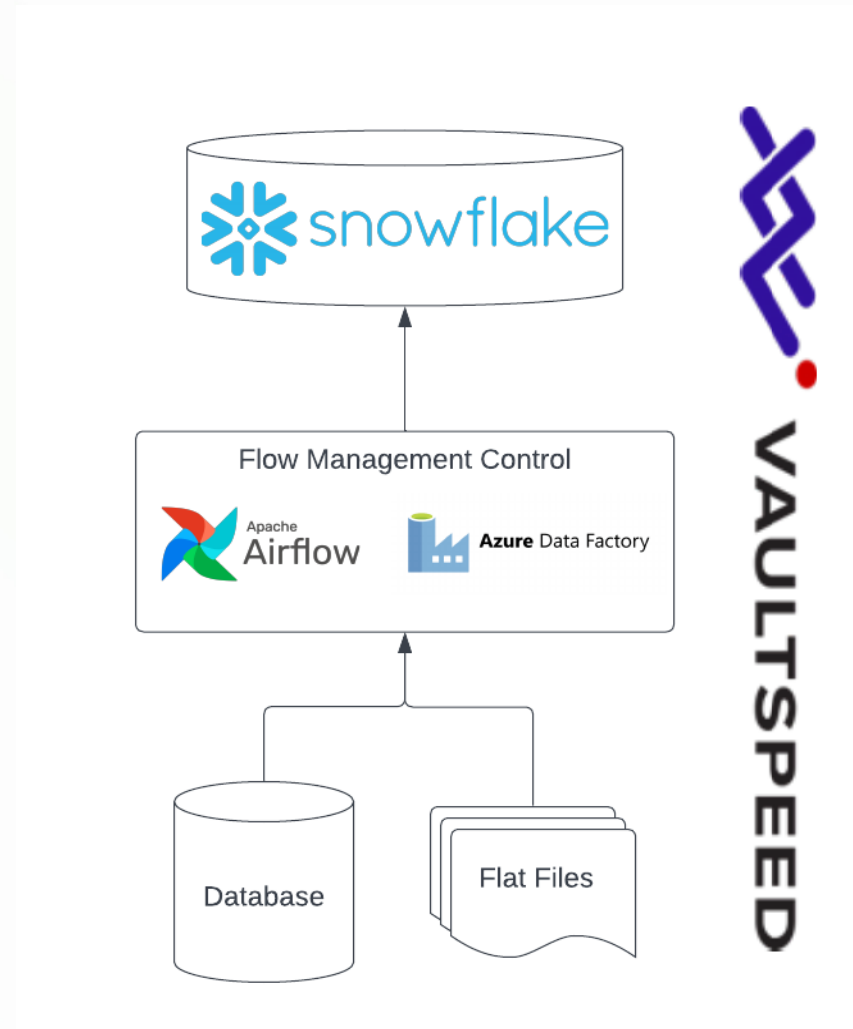 snowflake
Flow Management Control
Apache
Airflow
Azure Data Factory
Database
Flat Files
VAULTSPEED